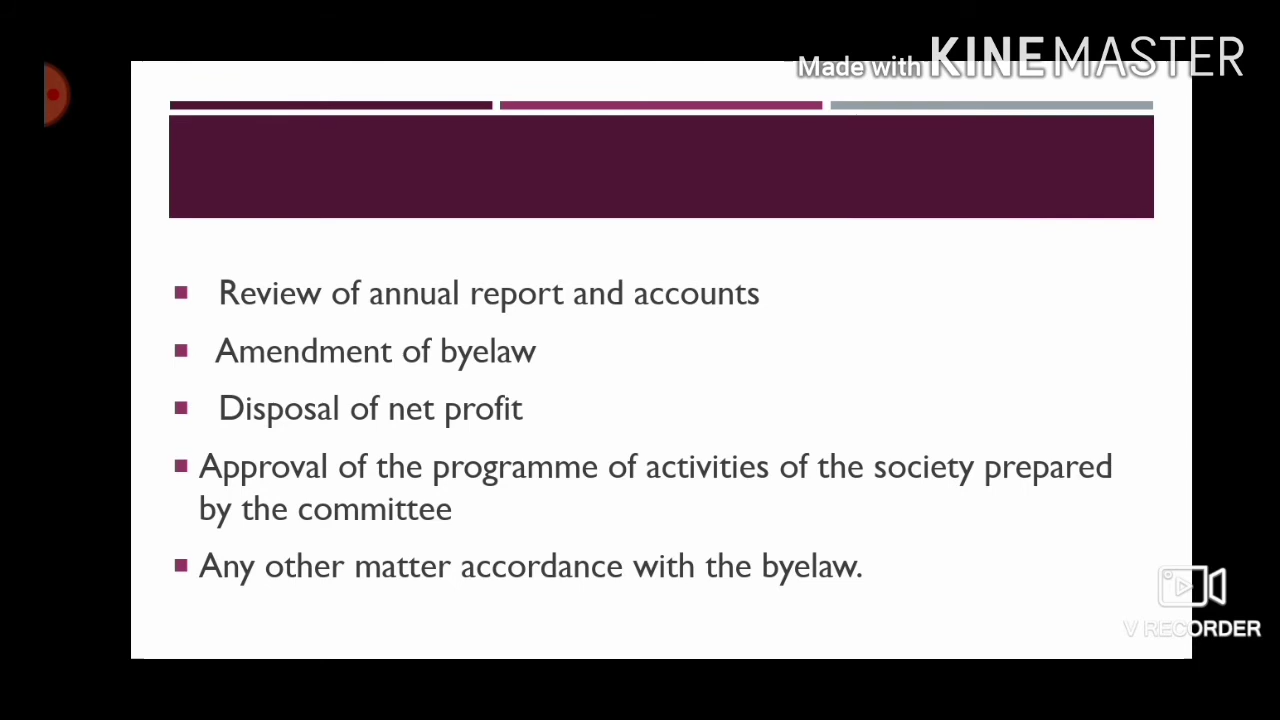 Made with KINEMASTER
Review of annual report and accounts
Amendment of byelaw
Disposal of net profit
Approval of the programme of activities of the society prepared
by the committee
Any other matter accordance with the byelaw.
V RECORDER